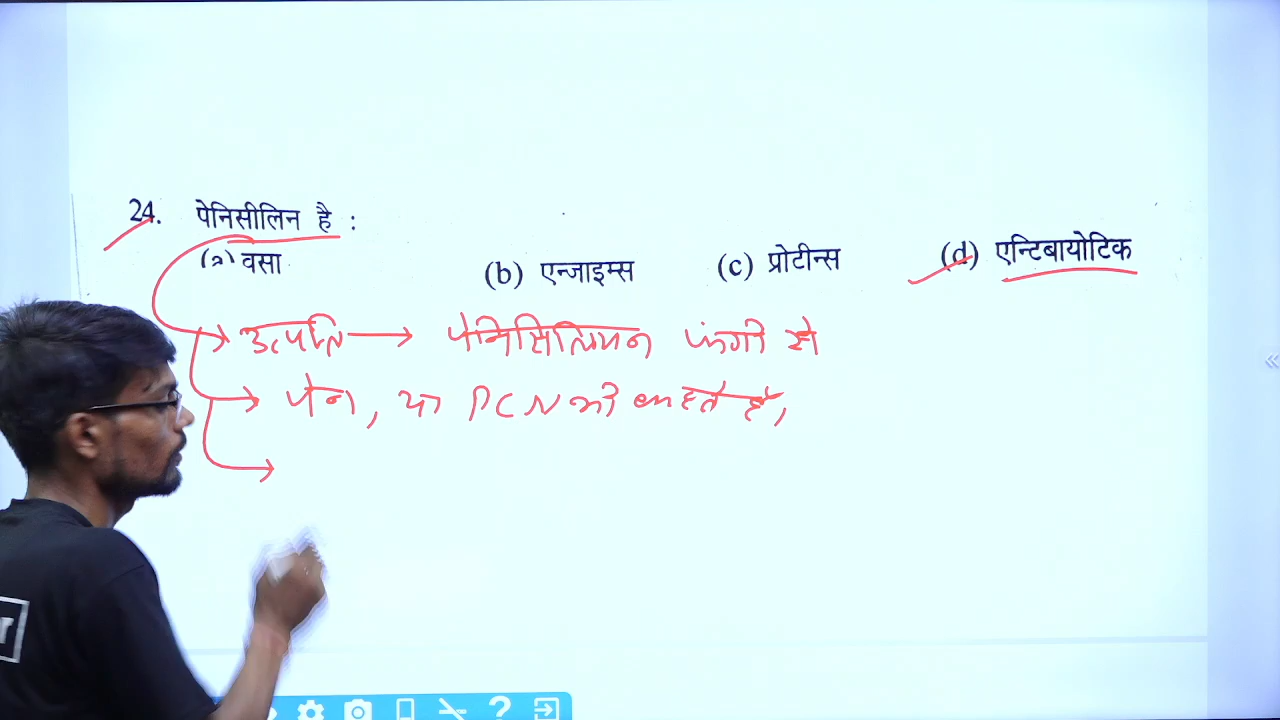 24. पेनिसीलिन है :
(a) वसा (b) एन्जाइम्स (c) प्रोटीन्स (d) एन्टिबायोटिक
उत्पत्ति → पेनिसिलियम फंगी से
पेन, या PCN भी कहते है,
?